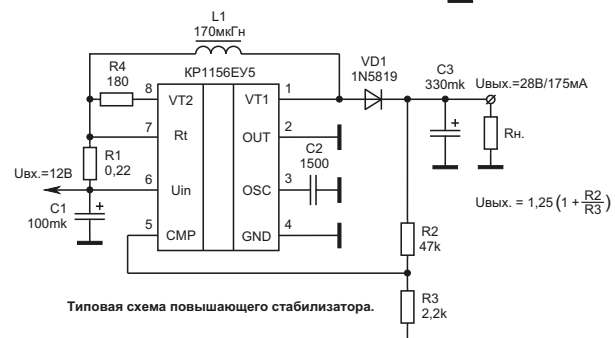 L1
170мкГн
R4
180
КР1156ЕУ5
VD1
1N5819
C3
330mk
Uвых.=28В/175мА
8
VT2
VT1
1
7
Rt
OUT
2
Rн.
R1
0,22
C2
1500
Uвх.=12В
6
Uin
OSC
3
Uвых. = 1,25(1 + R2/R3)
C1
100mk
5
CMP
GND
4
R2
47k
Типовая схема повышающего стабилизатора.
R3
2,2k